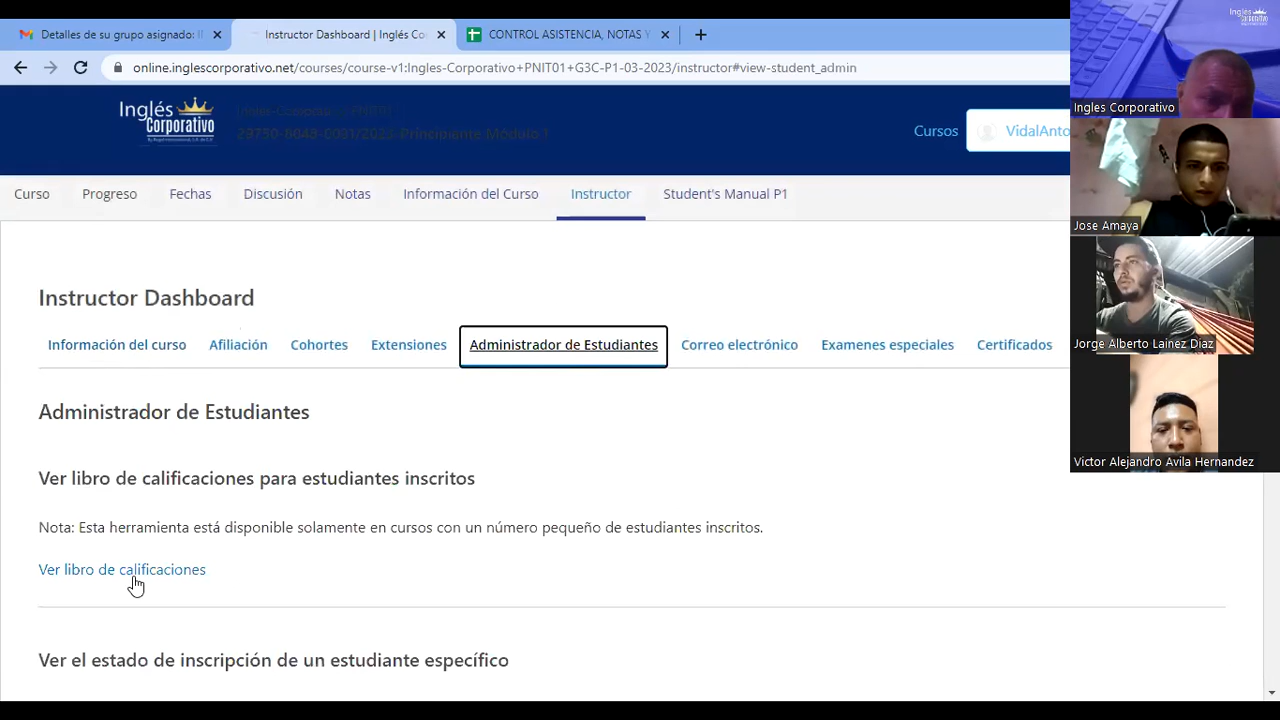 Detalles de su grupo asignado: I
Instructor Dashboard | Inglés Co
CONTROL ASISTENCIA, NOTAS Y
online.inglescorporativo.net/courses/course-v1:Ingles-Corporativo+PNIT01+G3C-P1-03-2023/instructor#view-student_admin
Inglés
Corporativo
Cursos
VidalAnto
Curso
Progreso
Fechas
Discusión
Notas
Información del Curso
Instructor
Student's Manual P1
Instructor Dashboard
Información del curso
Afiliación
Cohortes
Extensiones
Administrador de Estudiantes
Correo electrónico
Examenes especiales
Certificados
Administrador de Estudiantes
Ver libro de calificaciones para estudiantes inscritos
Nota: Esta herramienta está disponible solamente en cursos con un número pequeño de estudiantes inscritos.
Ver libro de calificaciones
Ver el estado de inscripción de un estudiante específico
Inglés
Corporativo
Ingles Corporativo
Jose Amaya
Jorge Alberto Lainez Diaz
Victor Alejandro Avila Hernandez